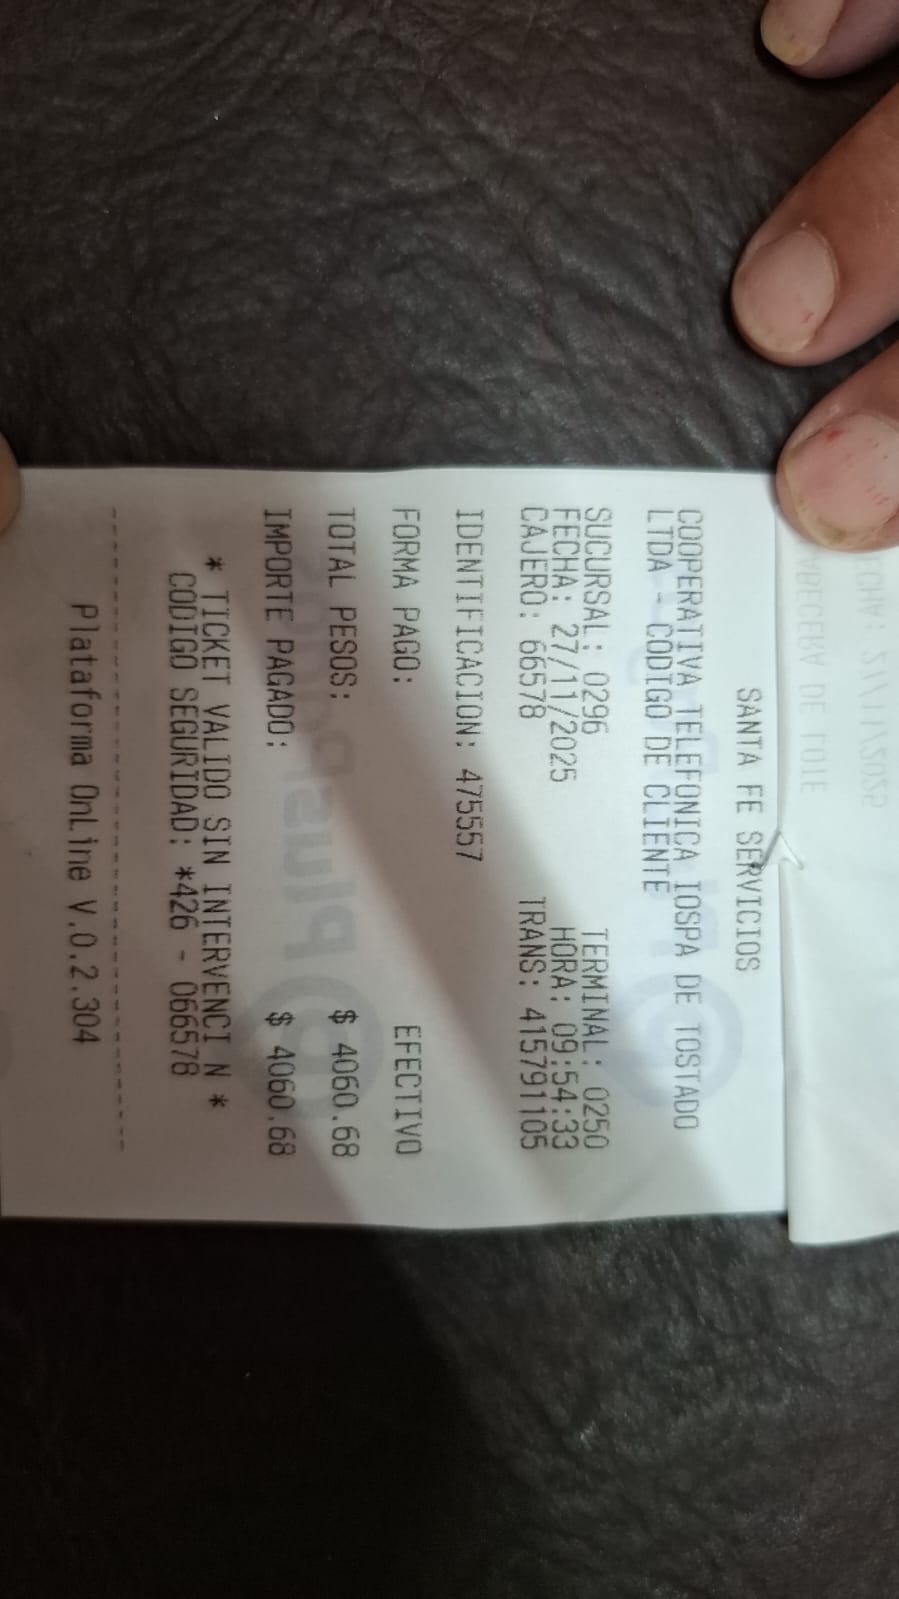 SANTA FE SERVICIOS
COOPERATIVA TELEFONICA IOSPA DE TOSTADO
LTDA - CODIGO DE CLIENTE
SUCURSAL: 0296 TERMINAL: 0250
FECHA: 27/11/2025 HORA: 09:54:33
CAJERO: 66578 TRANS: 415791105
IDENTIFICACION: 475557
FORMA PAGO: EFECTIVO
TOTAL PESOS: $ 4060.68
IMPORTE PAGADO: $ 4060.68
* TICKET VALIDO SIN INTERVENCI N *
CODIGO SEGURIDAD: *426 - 066578
Plataforma OnLine V.0.2.304